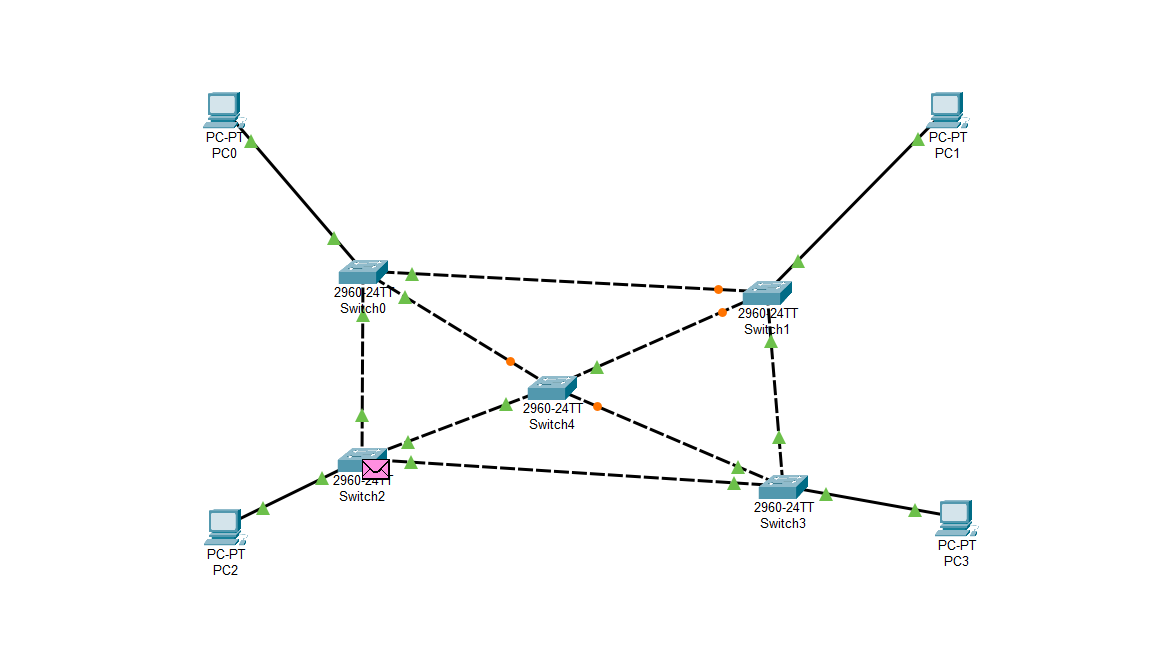 PC-PT
PC0
PC-PT
PC1
2960-24TT
Switch0
2960-24TT
Switch1
2960-24TT
Switch4
2960-24TT
Switch2
2960-24TT
Switch3
PC-PT
PC2
PC-PT
PC3